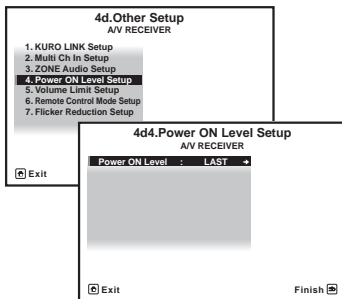 4d.Other Setup
A/V RECEIVER
1. KURO LINK Setup
2. Multi Ch In Setup
3. ZONE Audio Setup
4. Power ON Level Setup
5. Volume Limit Setup
6. Remote Control Mode Setup
7. Flicker Reduction Setup
Exit
4d4.Power ON Level Setup
A/V RECEIVER
Power ON Level : LAST →
Exit Finish